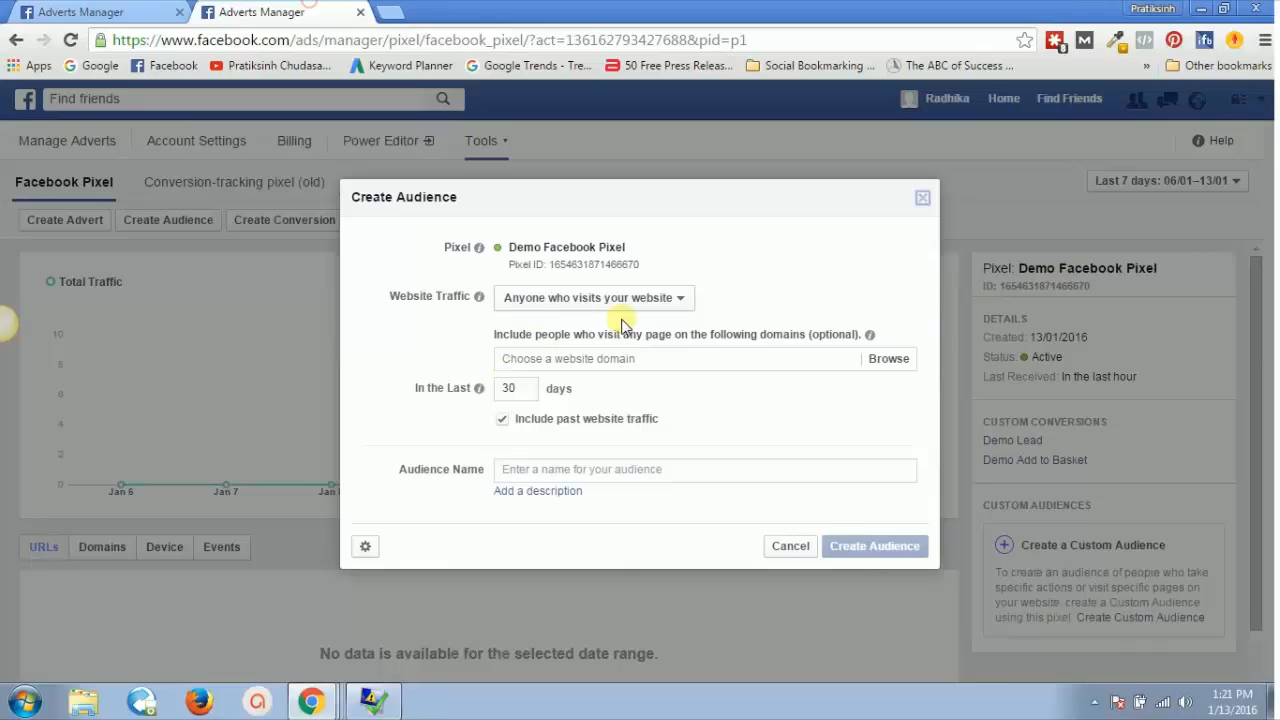 Adverts Manager
Adverts Manager
Pratiksinh
https://www.facebook.com/ads/manager/pixel/facebook_pixel/?act=1361627934276​88&pid=p1
Apps
Google
Facebook
Pratiksinh Chudasa...
Keyword Planner
Google Trends - Tre...
50 Free Press Releas...
Social Bookmarking ...
The ABC of Success ...
»
Other bookmarks
Find friends
Radhika
Home
Find Friends
Manage Adverts
Account Settings
Billing
Power Editor
Tools
Help
Facebook Pixel
Conversion-tracking pixel (old)
Last 7 days: 06/01–13/01
Create Advert
Create Audience
Create Conversion
Total Traffic
10
8
6
4
2
0
Jan 6
Jan 7
Jan 8
URLs
Domains
Device
Events
No data is available for the selected date range.
Create Audience
Pixel
Demo Facebook Pixel
Pixel ID: 1654631871466670
Website Traffic
Anyone who visits your website
Include people who visit any page on the following domains (optional).
Choose a website domain
Browse
In the Last
30
days
Include past website traffic
Audience Name
Enter a name for your audience
Add a description
Cancel
Create Audience
Pixel: Demo Facebook Pixel
ID: 1654631871466670
DETAILS
Created: 13/01/2016
Status: Active
Last Received: In the last hour
CUSTOM CONVERSIONS
Demo Lead
Demo Add to Basket
CUSTOM AUDIENCES
Create a Custom Audience
To create an audience of people who take
specific actions or visit specific pages on
your website, create a Custom Audience
using this pixel. Create Custom Audience
1:21 PM
1/13/2016